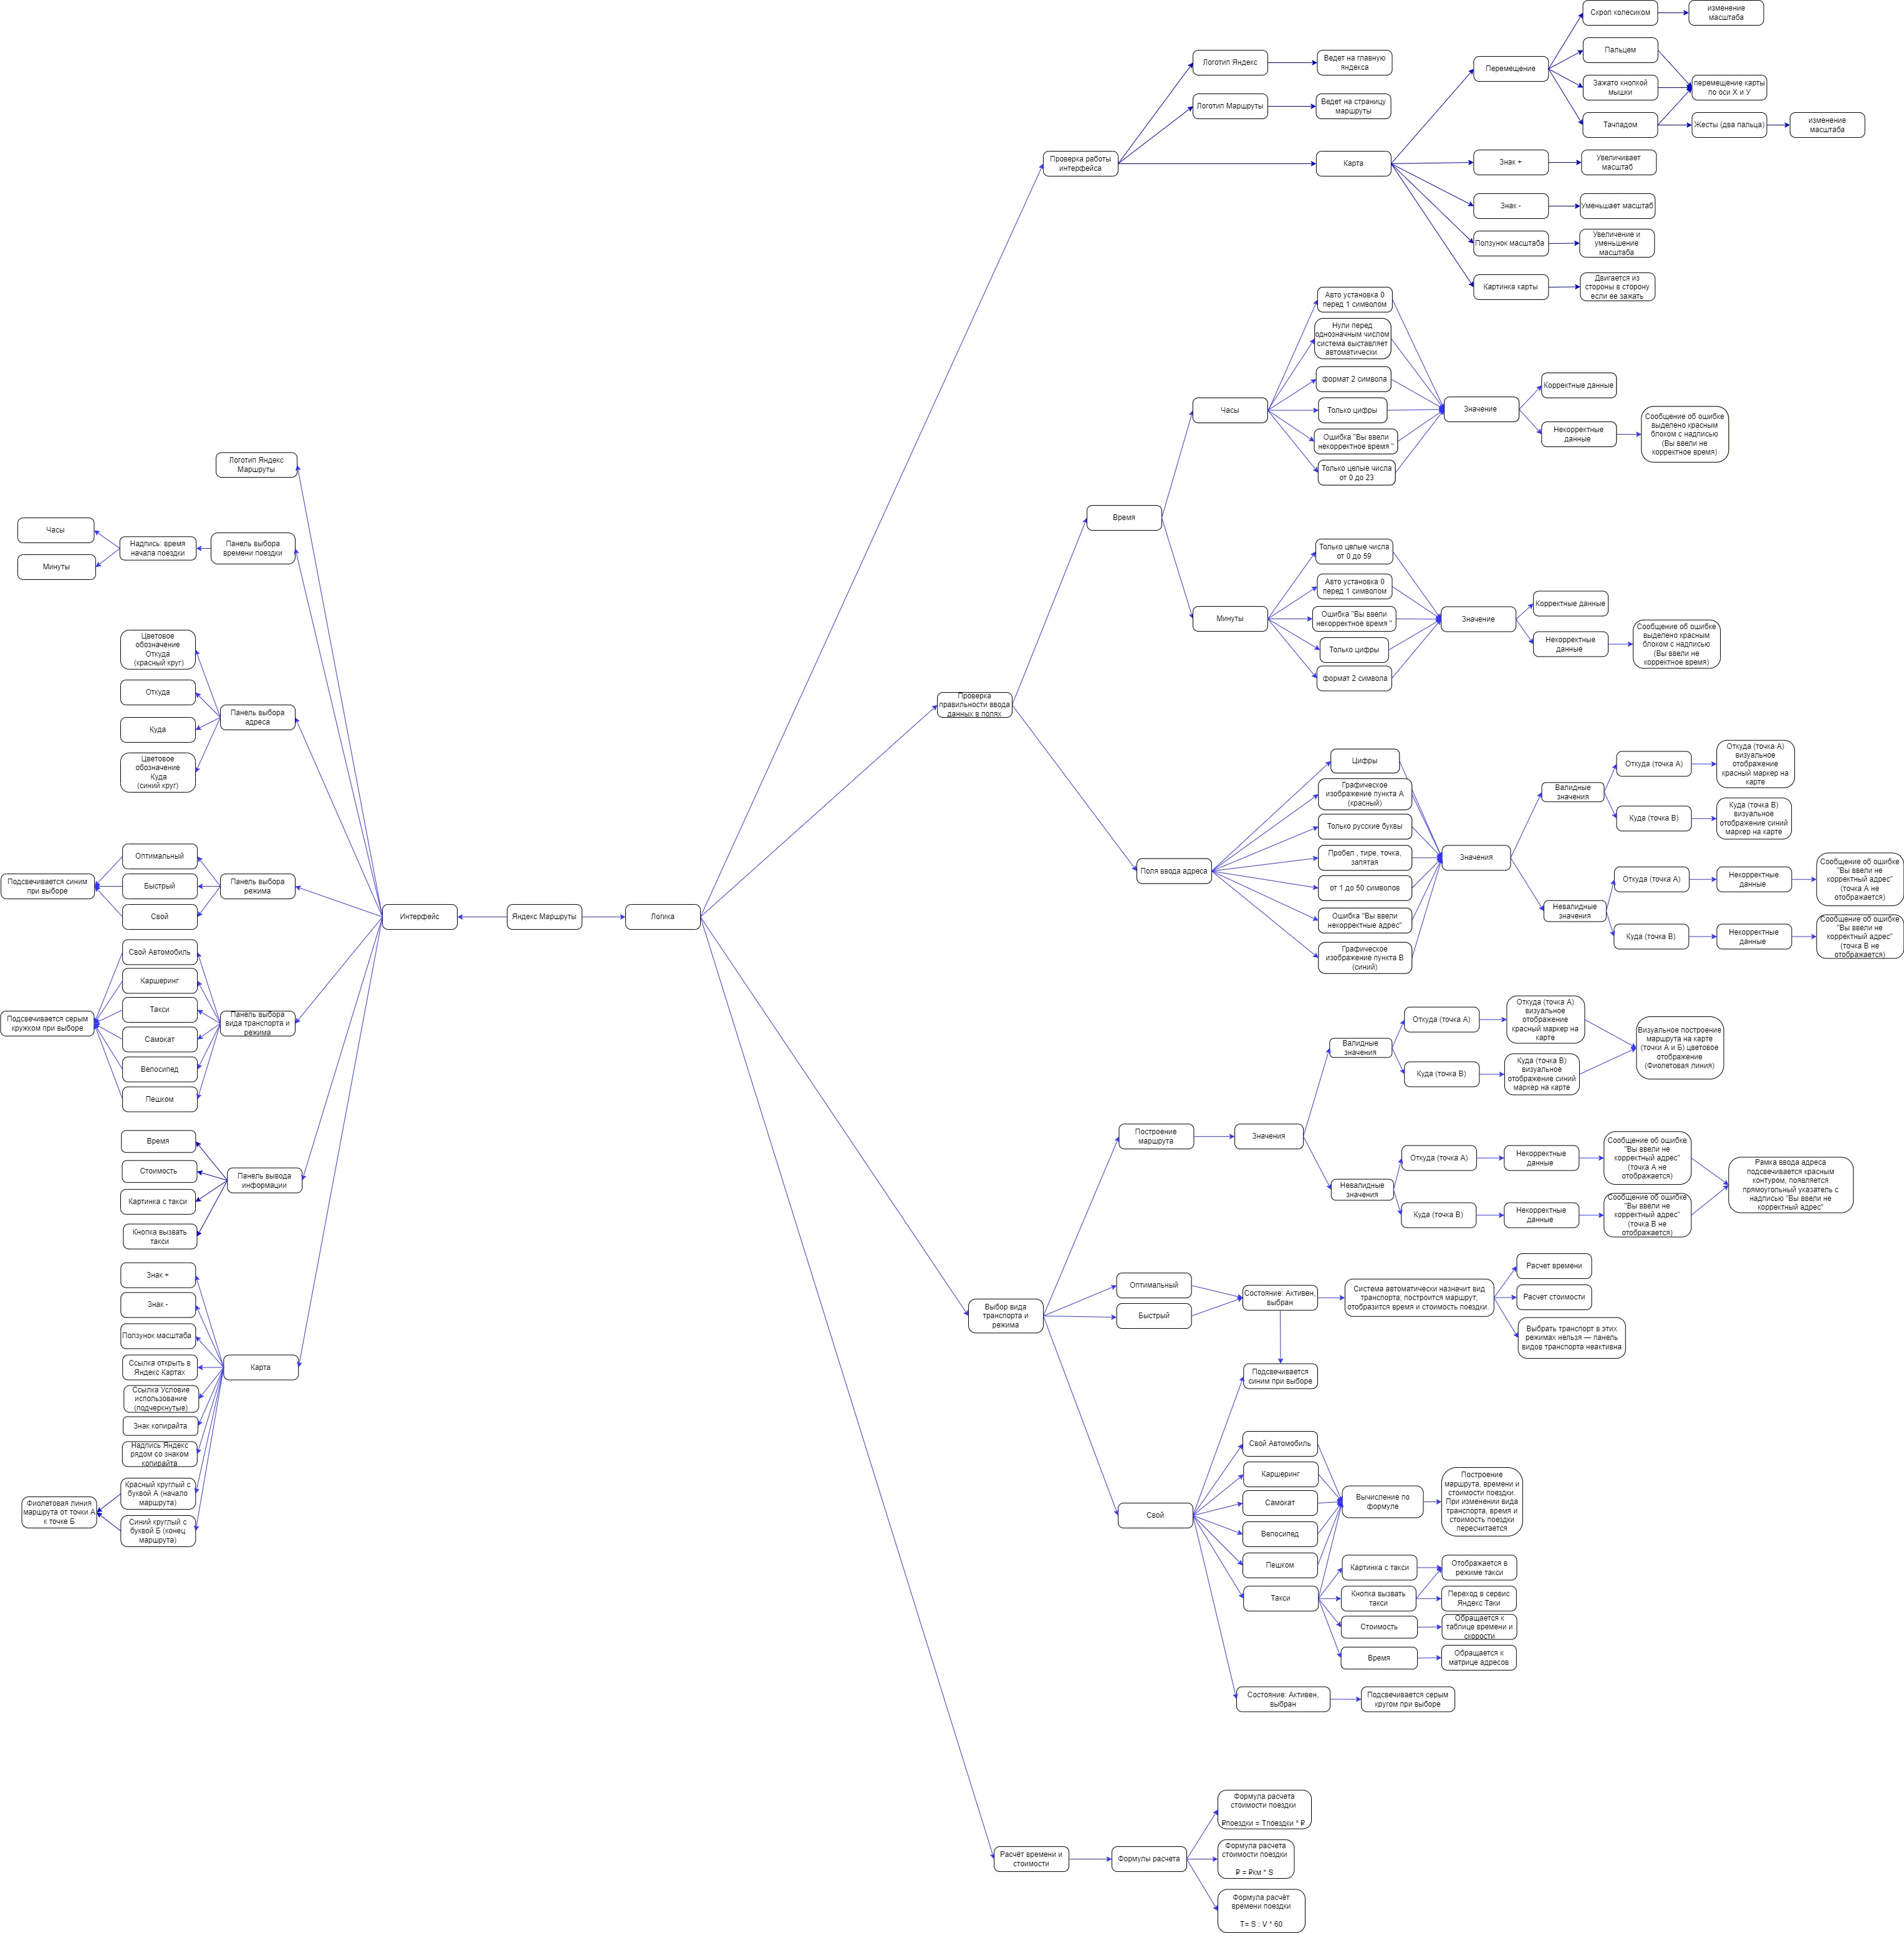 Яндекс Маршруты
Интерфейс
Логотип Яндекс
Маршруты
Панель выбора
времени поездки
Надпись: время
начала поездки
Часы
Минуты
Панель выбора
адреса
Цветовое
обозначение
Откуда
(красный круг)
Откуда
Куда
Цветовое
обозначение
Куда
(синий круг)
Панель выбора
режима
Оптимальный
Быстрый
Свой
Подсвечивается синим
при выборе
Панель выбора
вида транспорта и
режима
Свой Автомобиль
Каршеринг
Такси
Самокат
Велосипед
Пешком
Подсвечивается серым
кружком при выборе
Панель вывода
информации
Время
Стоимость
Картинка с такси
Кнопка вызвать
такси
Карта
Знак +
Знак -
Ползунок масштаба
Ссылка открыть в
Яндекс Картах
Ссылка Условие
использование
(подчеркнутые)
Знак копирайта
Надпись Яндекс
рядом со знаком
копирайта
Красный круглый с
буквой А (начало
маршрута)
Синий круглый с
буквой Б (конец
маршрута)
Фиолетовая линия
маршрута от точки А
к точке Б
Логика
Проверка работы
интерфейса
Логотип Яндекс
Ведет на главную
яндекса
Логотип Маршруты
Ведет на страницу
маршруты
Карта
Перемещение
Скрол колесиком
изменение
масштаба
Пальцем
Зажато кнопкой
мышки
перемещение карты
по оси Х и У
Тачпадом
Жесты (два пальца)
изменение
масштаба
Знак +
Увеличивает
масштаб
Знак -
Уменьшает масштаб
Ползунок масштаба
Увеличение и
уменьшение
масштаба
Картинка карты
Двигается из
стороны в сторону
если ее зажать
Проверка
правильности ввода
данных в полях
Время
Часы
Авто установка 0
перед 1 символом
Нули перед
однозначным числом
система выставляет
автоматически.
формат 2 символа
Только цифры
Ошибка "Вы ввели
некорректное время "
Только целые числа
от 0 до 23
Значение
Корректные данные
Некорректные
данные
Сообщение об ошибке
выделено красным
блоком с надписью
(Вы ввели не
корректное время)
Минуты
Только целые числа
от 0 до 59
Авто установка 0
перед 1 символом
Ошибка "Вы ввели
некорректное время "
Только цифры
формат 2 символа
Значение
Корректные данные
Некорректные
данные
Сообщение об ошибке
выделено красным
блоком с надписью
(Вы ввели не
корректное время)
Поля ввода адреса
Цифры
Графическое
изображение пункта А
(красный)
Только русские буквы
Пробел , тире, точка,
запятая
от 1 до 50 символов
Ошибка "Вы ввели
некорректные адрес"
Графическое
изображение пункта В
(синий)
Значения
Валидные
значения
Откуда (точка А)
Откуда (точка А)
визуальное
отображение
красный маркер на
карте
Куда (точка В)
Куда (точка В)
визуальное
отображение синий
маркер на карте
Невалидные
значения
Откуда (точка А)
Некорректные
данные
Сообщение об ошибке
"Вы ввели не
корректный адрес"
(точка А не
отображается)
Куда (точка В)
Некорректные
данные
Сообщение об ошибке
"Вы ввели не
корректный адрес"
(точка В не
отображается)
Выбор вида
транспорта и
режима
Построение
маршрута
Значения
Валидные
значения
Откуда (точка А)
Откуда (точка А)
визуальное
отображение
красный маркер на
карте
Куда (точка В)
Куда (точка В)
визуальное
отображение синий
маркер на карте
Визуальное построение
маршрута на карте
(точки А и Б) цветовое
отображение
(Фиолетовая линия)
Невалидные
значения
Откуда (точка А)
Некорректные
данные
Сообщение об ошибке
"Вы ввели не
корректный адрес"
(точка А не
отображается)
Куда (точка В)
Некорректные
данные
Сообщение об ошибке
"Вы ввели не
корректный адрес"
(точка В не
отображается)
Рамка ввода адреса
подсвечивается красным
контуром, появляется
прямоугольный указатель с
надписью "Вы ввели не
корректный адрес"
Оптимальный
Быстрый
Состояние: Активен,
выбран
Система автоматически назначит вид
транспорта; построится маршрут;
отобразится время и стоимость поездки.
Расчет времени
Расчет стоимости
Выбрать транспорт в этих
режимах нельзя — панель
видов транспорта неактивна
Подсвечивается
синим при выборе
Свой
Свой Автомобиль
Каршеринг
Самокат
Велосипед
Пешком
Такси
Вычисление по
формуле
Построение
маршрута, времени и
стоимости поездки.
При изменении вида
транспорта, время и
стоимость поездки
пересчитается
Картинка с такси
Отображается в
режиме такси
Кнопка вызвать
такси
Переход в сервис
Яндекс Таки
Стоимость
Обращается к
таблице времени и
скорости
Время
Обращается к
матрице адресов
Состояние: Активен,
выбран
Подсвечивается серым
кругом при выборе
Расчёт времени и
стоимости
Формулы расчета
Формула расчета
стоимости поездки
₽поездки = Тпоездки * ₽
Формула расчета
стоимости поездки
₽ = ₽км * S
Формула расчёт
времени поездки
T= S : V * 60